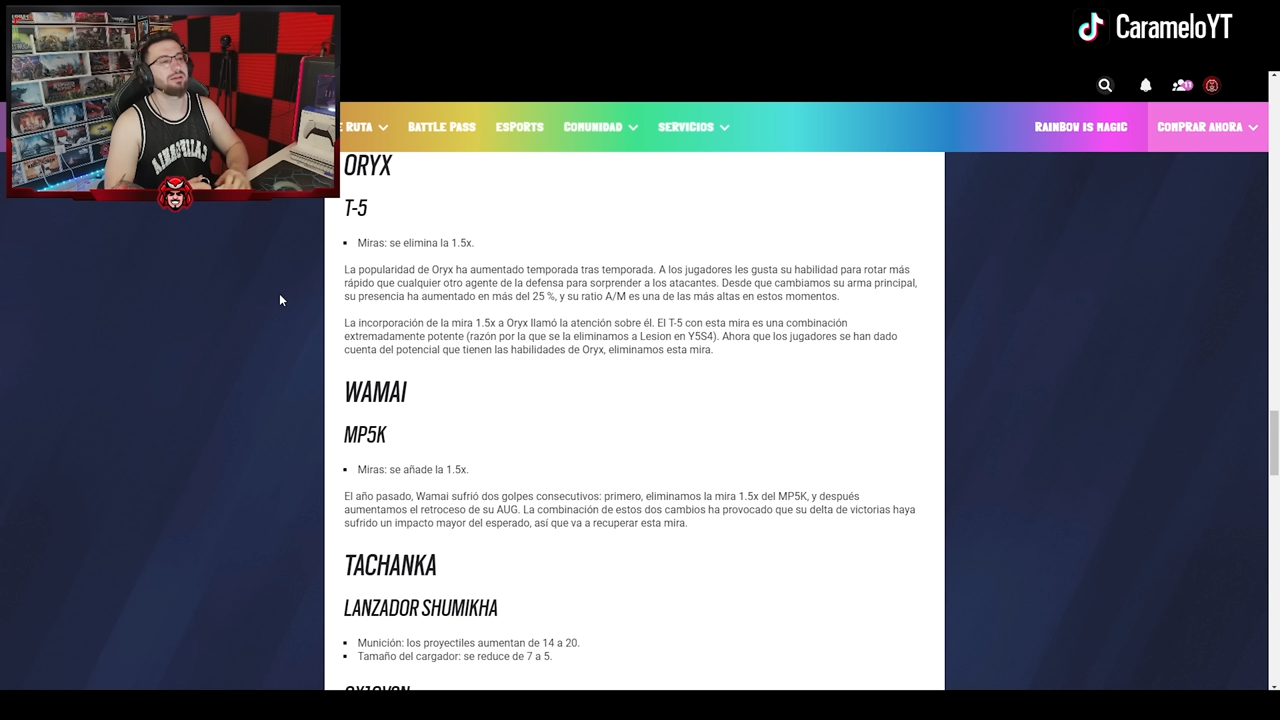 CarameloYT
E RUTA
BATTLE PASS
ESPORTS
COMUNIDAD
SERVICIOS
RAINBOW IS MAGIC
COMPRAR AHORA
ORYX
T-5
▪ Miras: se elimina la 1.5x.
La popularidad de Oryx ha aumentado temporada tras temporada. A los jugadores les gusta su habilidad para rotar más
rápido que cualquier otro agente de la defensa para sorprender a los atacantes. Desde que cambiamos su arma principal,
su presencia ha aumentado en más del 25 %, y su ratio A/M es una de las más altas en estos momentos.
La incorporación de la mira 1.5x a Oryx llamó la atención sobre él. El T-5 con esta mira es una combinación
extremadamente potente (razón por la que se la eliminamos a Lesion en Y5S4). Ahora que los jugadores se han dado
cuenta del potencial que tienen las habilidades de Oryx, eliminamos esta mira.
WAMAI
MP5K
▪ Miras: se añade la 1.5x.
El año pasado, Wamai sufrió dos golpes consecutivos: primero, eliminamos la mira 1.5x del MP5K, y después
aumentamos el retroceso de su AUG. La combinación de estos dos cambios ha provocado que su delta de victorias haya
sufrido un impacto mayor del esperado, así que va a recuperar esta mira.
TACHANKA
LANZADOR SHUMIKHA
▪ Munición: los proyectiles aumentan de 14 a 20.
▪ Tamaño del cargador: se reduce de 7 a 5.